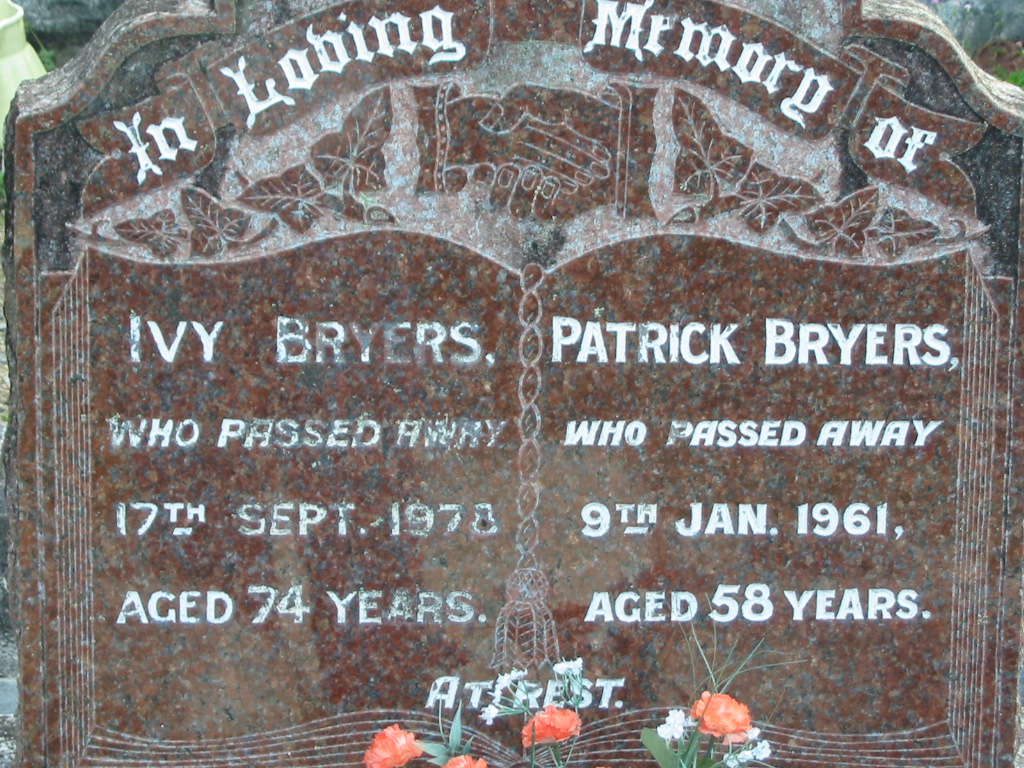 In Loving Memory of
IVY BRYERS.
WHO PASSED AWAY
17TH SEPT. 1978
AGED 74 YEARS.
PATRICK BRYERS,
WHO PASSED AWAY
9TH JAN. 1961,
AGED 58 YEARS.
AT REST.